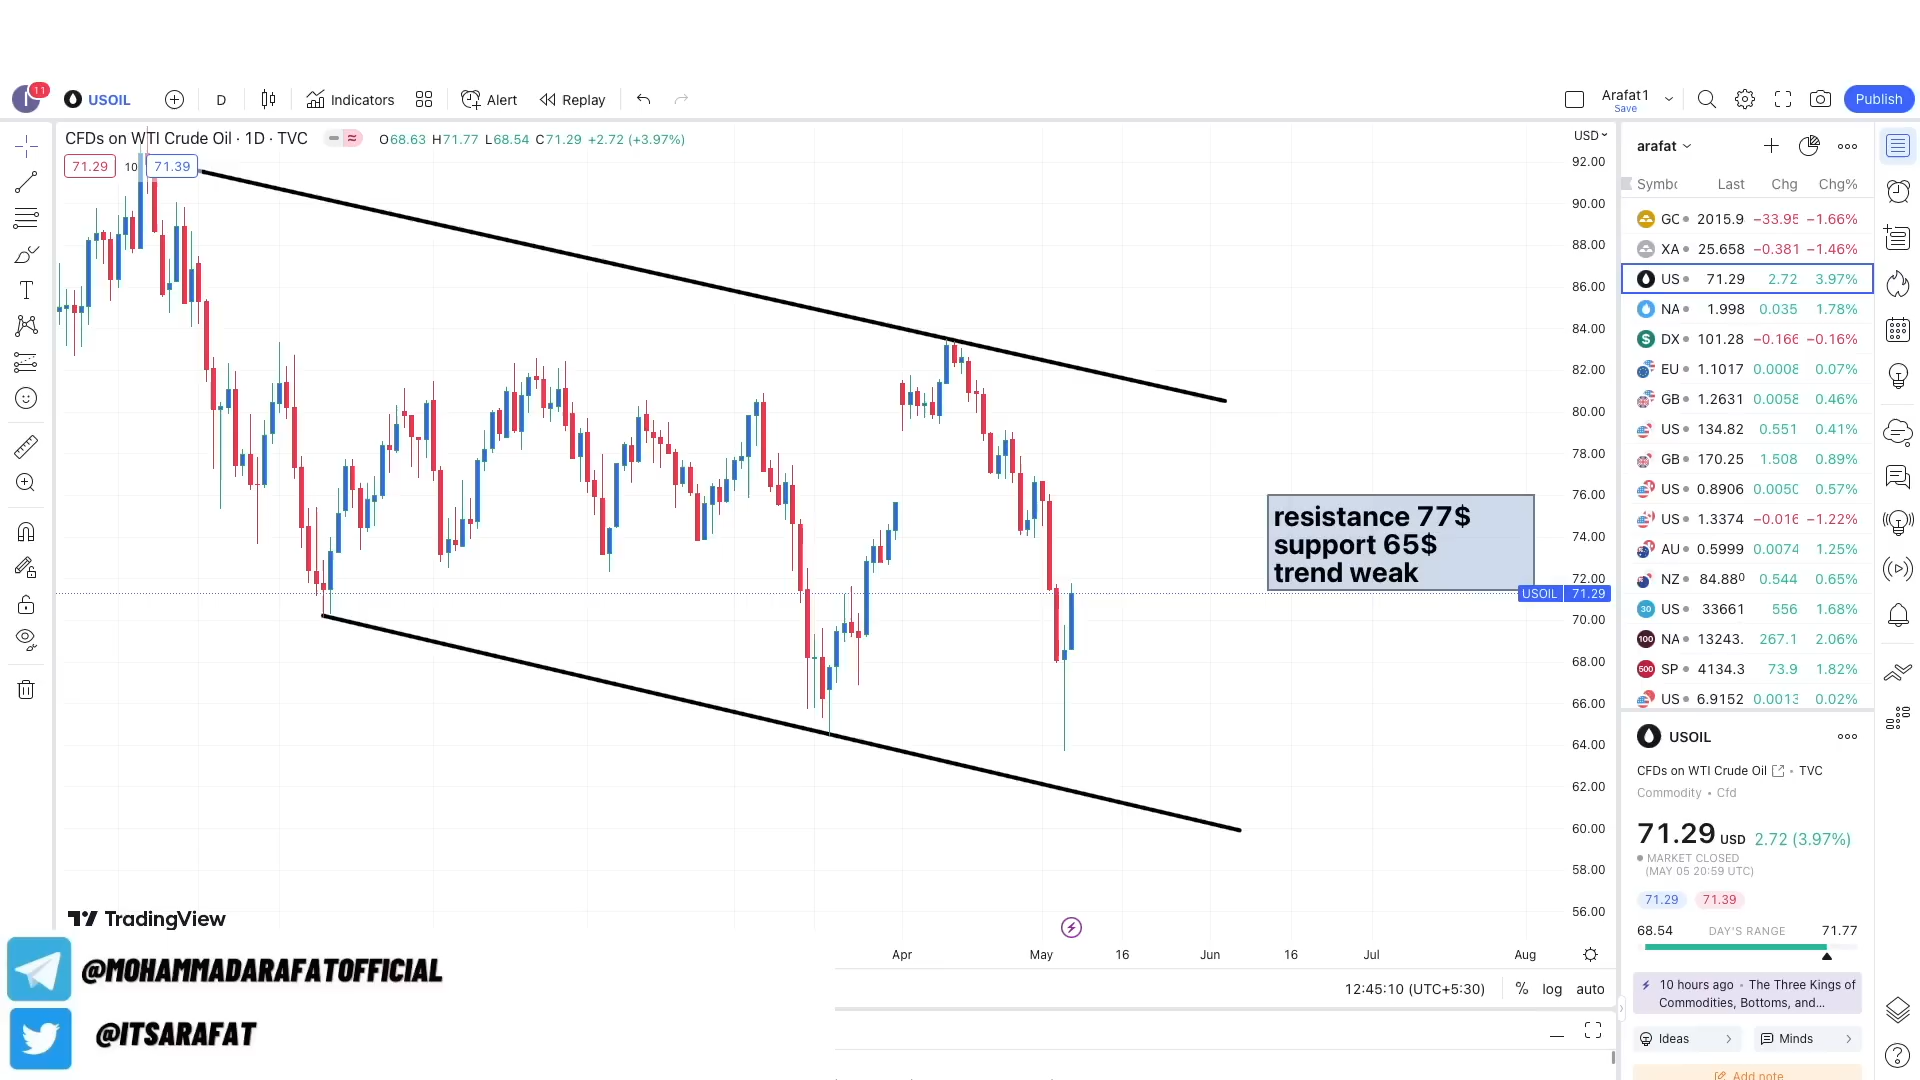 11
USOIL
D
Indicators
Alert
Replay
Arafat1
Save
Publish
CFDs on WTI Crude Oil · 1D · TVC
O68.63 H71.77 L68.54 C71.29 +2.72 (+3.97%)
71.29
10
71.39
USD
92.00
90.00
88.00
86.00
84.00
82.00
80.00
78.00
76.00
74.00
72.00
USOIL 71.29
70.00
68.00
66.00
64.00
62.00
60.00
58.00
56.00
resistance 77$
support 65$
trend weak
TradingView
Apr May 16 Jun 16 Jul Aug
12:45:10 (UTC+5:30) % log auto
@MOHAMMADARAFATOFFICIAL
@ITSARAFAT
arafat
Last Chg Chg%
GC 2015.9 −33.95 −1.66%
XA 25.658 −0.381 −1.46%
US 71.29 2.72 3.97%
NA 1.998 0.035 1.78%
DX 101.28 −0.166 −0.16%
EU 1.1017 0.0008 0.07%
GB 1.2631 0.0058 0.46%
US 134.82 0.551 0.41%
GB 170.25 1.508 0.89%
US 0.8906 0.0050 0.57%
US 1.3374 −0.016 −1.22%
AU 0.5999 0.0074 1.25%
NZ 84.88⁰ 0.544 0.65%
30 US 33661 556 1.68%
100 NA 13243. 267.1 2.06%
500 SP 4134.3 73.9 1.82%
US 6.9152 0.0013 0.02%
USOIL
CFDs on WTI Crude Oil • TVC
Commodity • Cfd
71.29 USD 2.72 (3.97%)
MARKET CLOSED
(MAY 05 20:59 UTC)
71.29 71.39
68.54 DAY'S RANGE 71.77
10 hours ago • The Three Kings of
Commodities, Bottoms, and...
Ideas
Minds
Add note